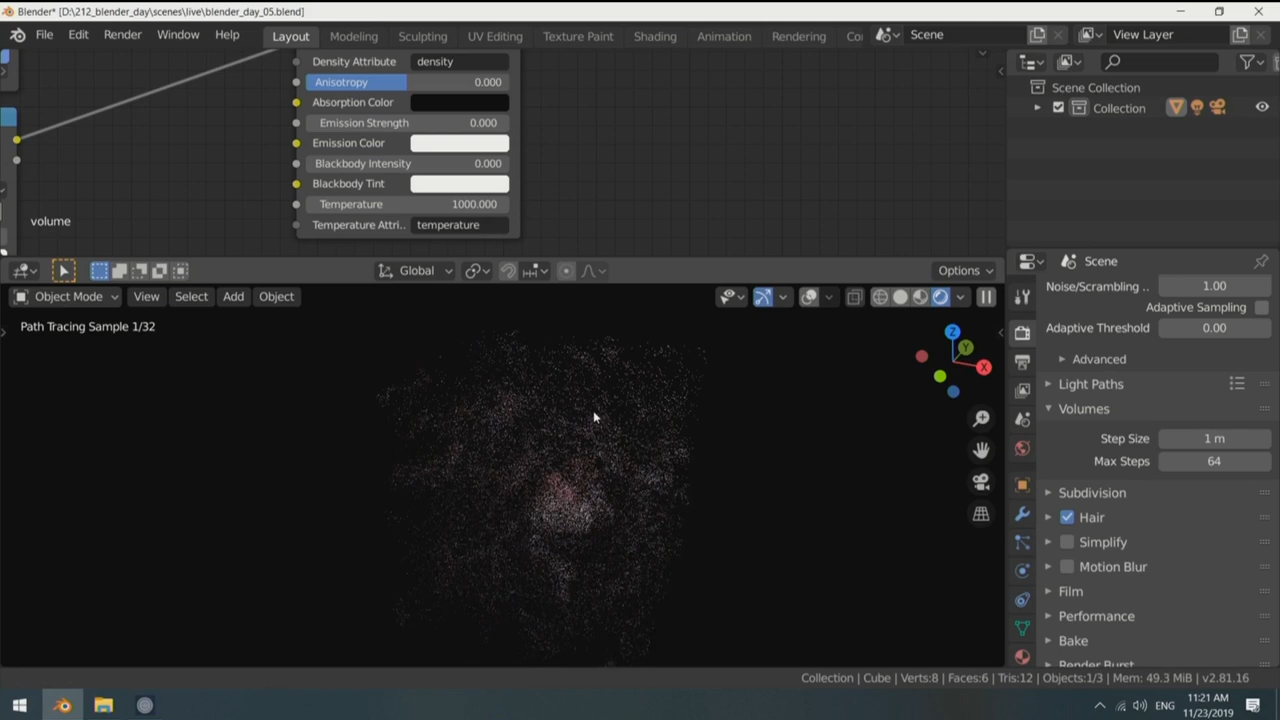 Blender* [D:\212_blender_day\scenes\live\blender_day_05.blend]
File Edit Render Window Help Layout Modeling Sculpting UV Editing Texture Paint Shading Animation Rendering Co Scene View Layer
Density Attribute density
Anisotropy 0.000
Absorption Color
Emission Strength 0.000
Emission Color
Blackbody Intensity 0.000
Blackbody Tint
Temperature 1000.000
Temperature Attri.. temperature
volume
Scene Collection
Collection
Global Options
Object Mode View Select Add Object
Path Tracing Sample 1/32
Z
Y
X
Scene
Noise/Scrambling .. 1.00
Adaptive Sampling
Adaptive Threshold 0.00
Advanced
Light Paths
Volumes
Step Size 1 m
Max Steps 64
Subdivision
Hair
Simplify
Motion Blur
Film
Performance
Bake
Render Burst
Collection | Cube | Verts:8 | Faces:6 | Tris:12 | Objects:1/3 | Mem: 49.3 MiB | v2.81.16
ENG
11:21 AM
11/23/2019